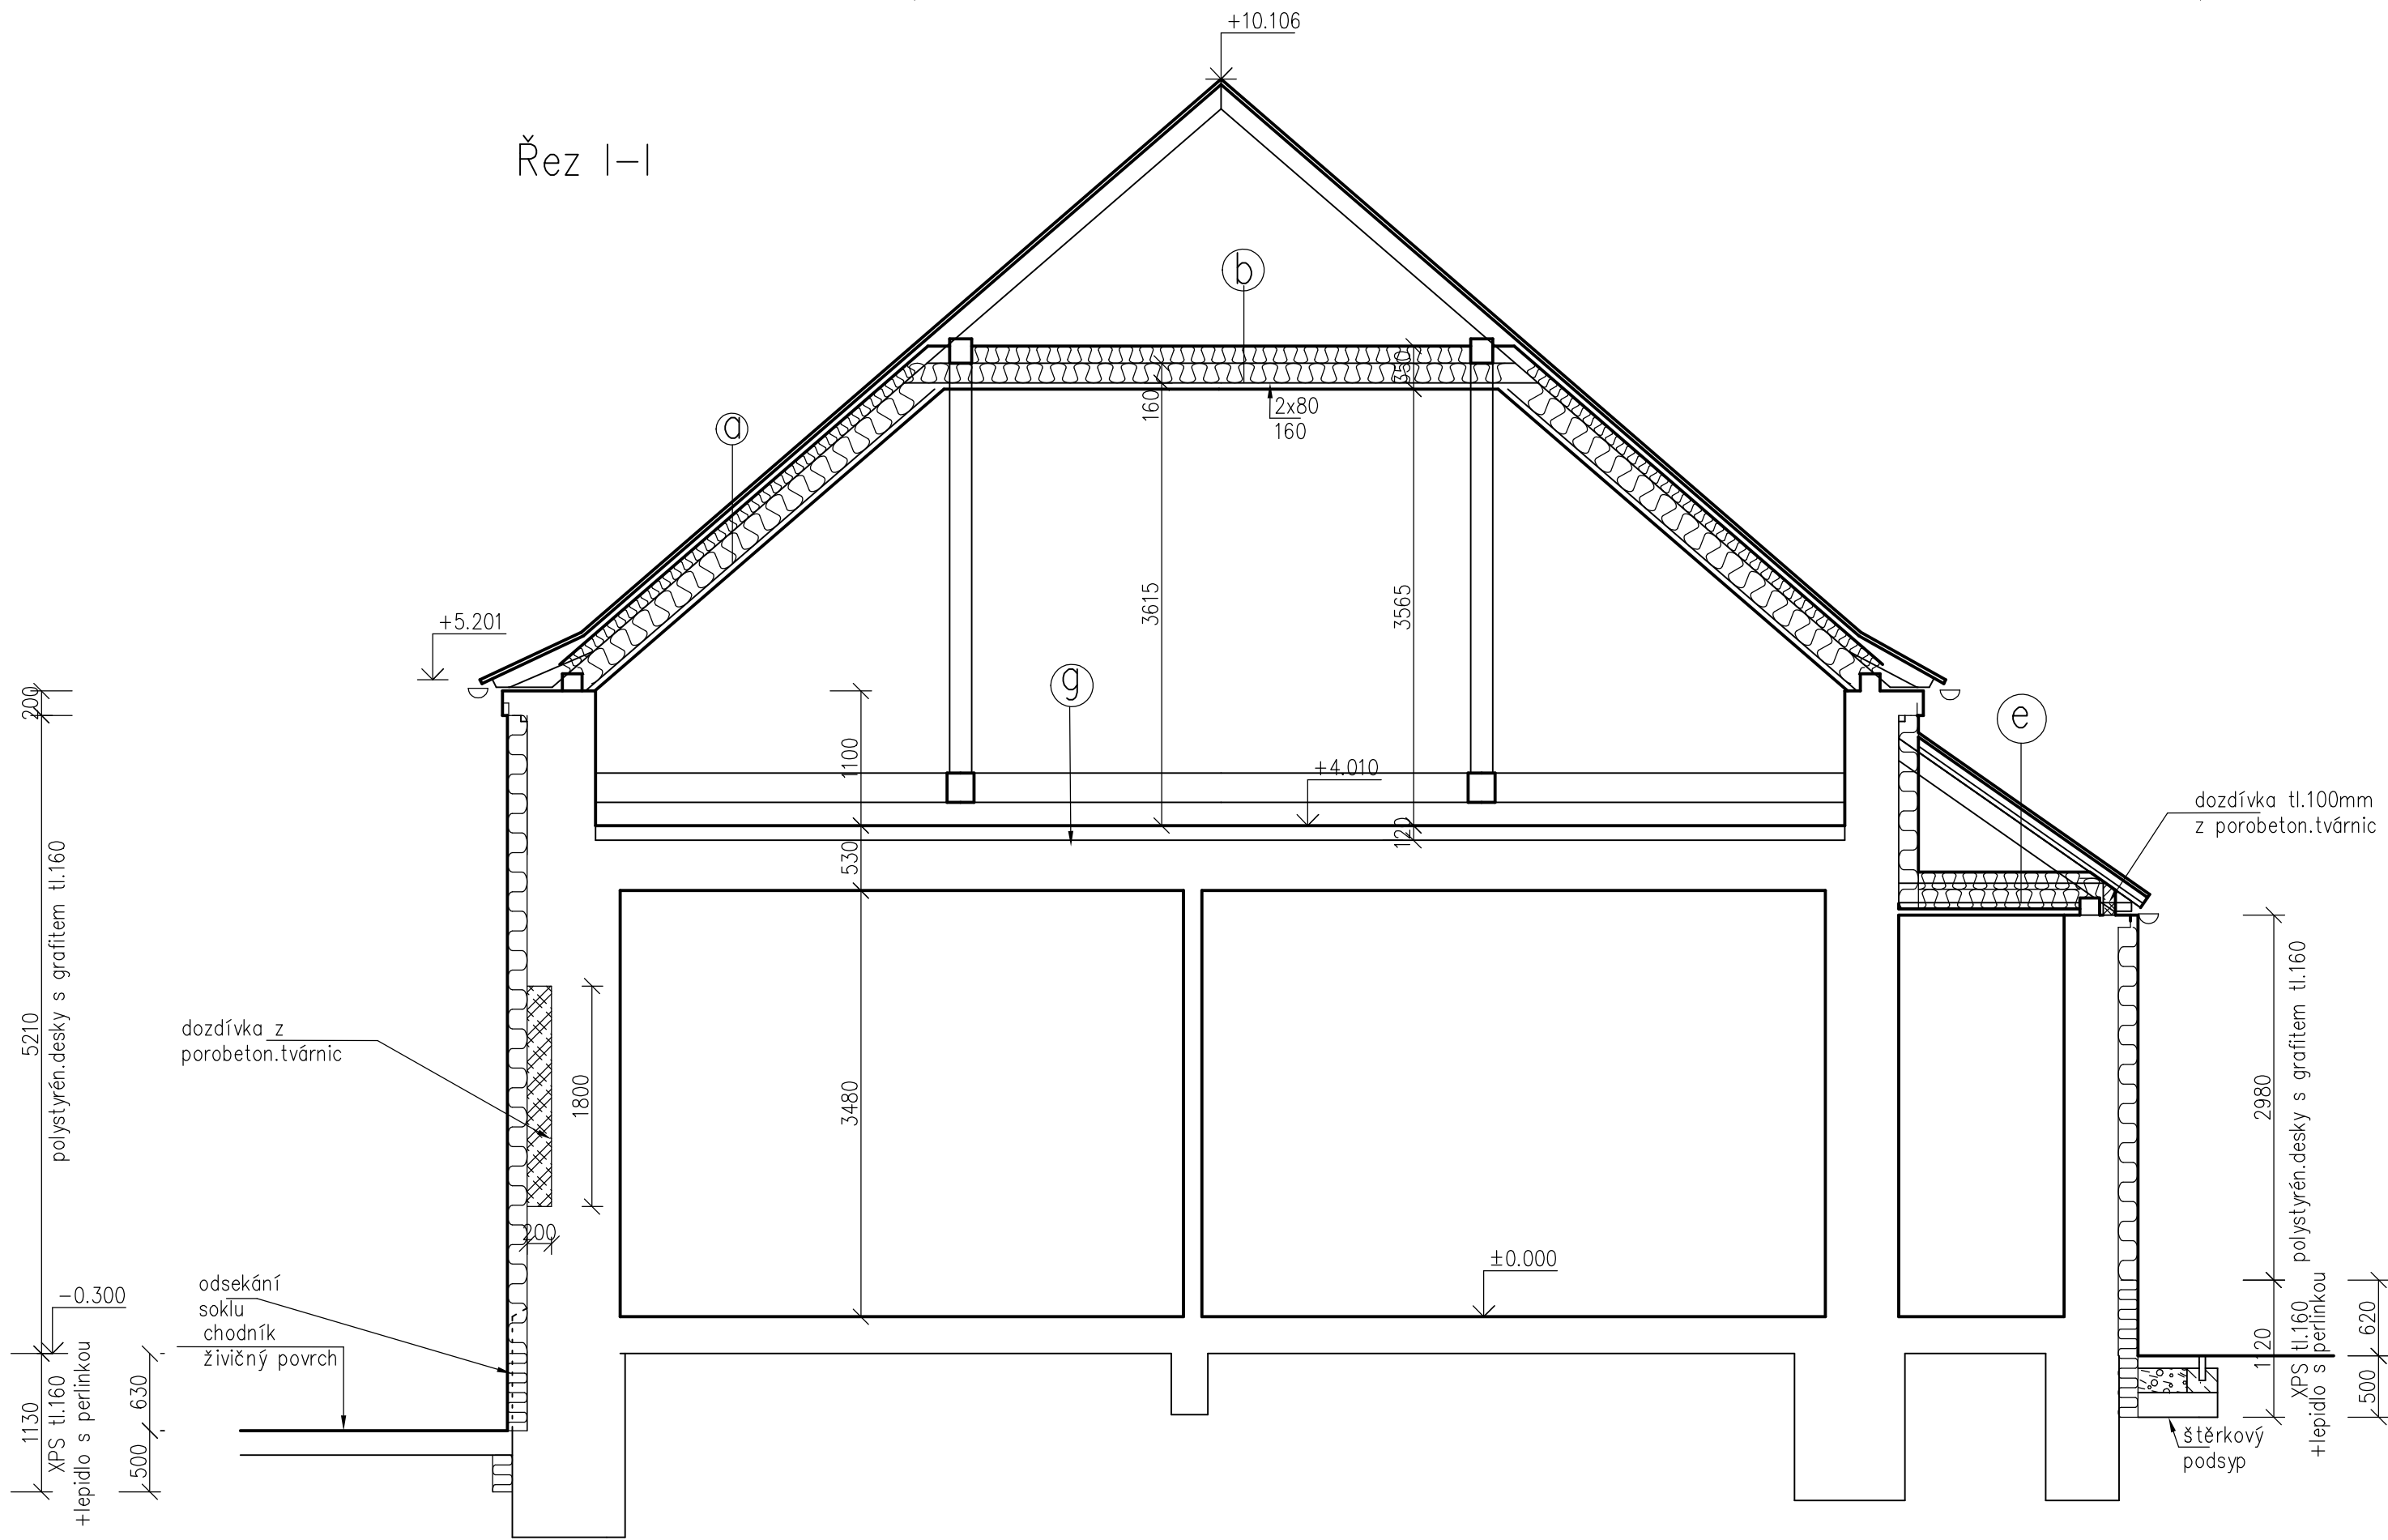 +10.106
Řez I-I
b
350
160
2x80
160
a
3615
3565
+5.201
g
200
e
1100
+4.010
120
530
dozdívka tl.100mm
z porobeton.tvárnic
5210
polystyrén.desky s grafitem tl.160
dozdívka z
porobeton.tvárnic
1800
3480
2980
polystyrén.desky s grafitem tl.160
200
±0.000
odsekání
soklu
chodník
živičný povrch
-0.300
1130
XPS tl.160
+lepidlo s perlinkou
630
500
1120
XPS tl.160
+lepidlo s perlinkou
620
500
štěrkový
podsyp